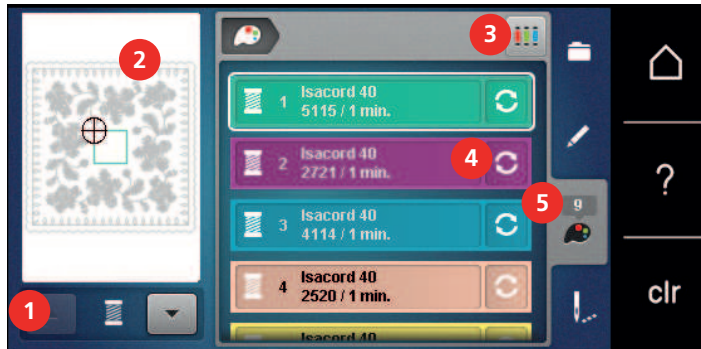 2
3
1 Isacord 40
5115 / 1 min.
4
2 Isacord 40
2721 / 1 min.
5
9
?
3 Isacord 40
4114 / 1 min.
4 Isacord 40
2520 / 1 min.
1
clr
Isacord 40